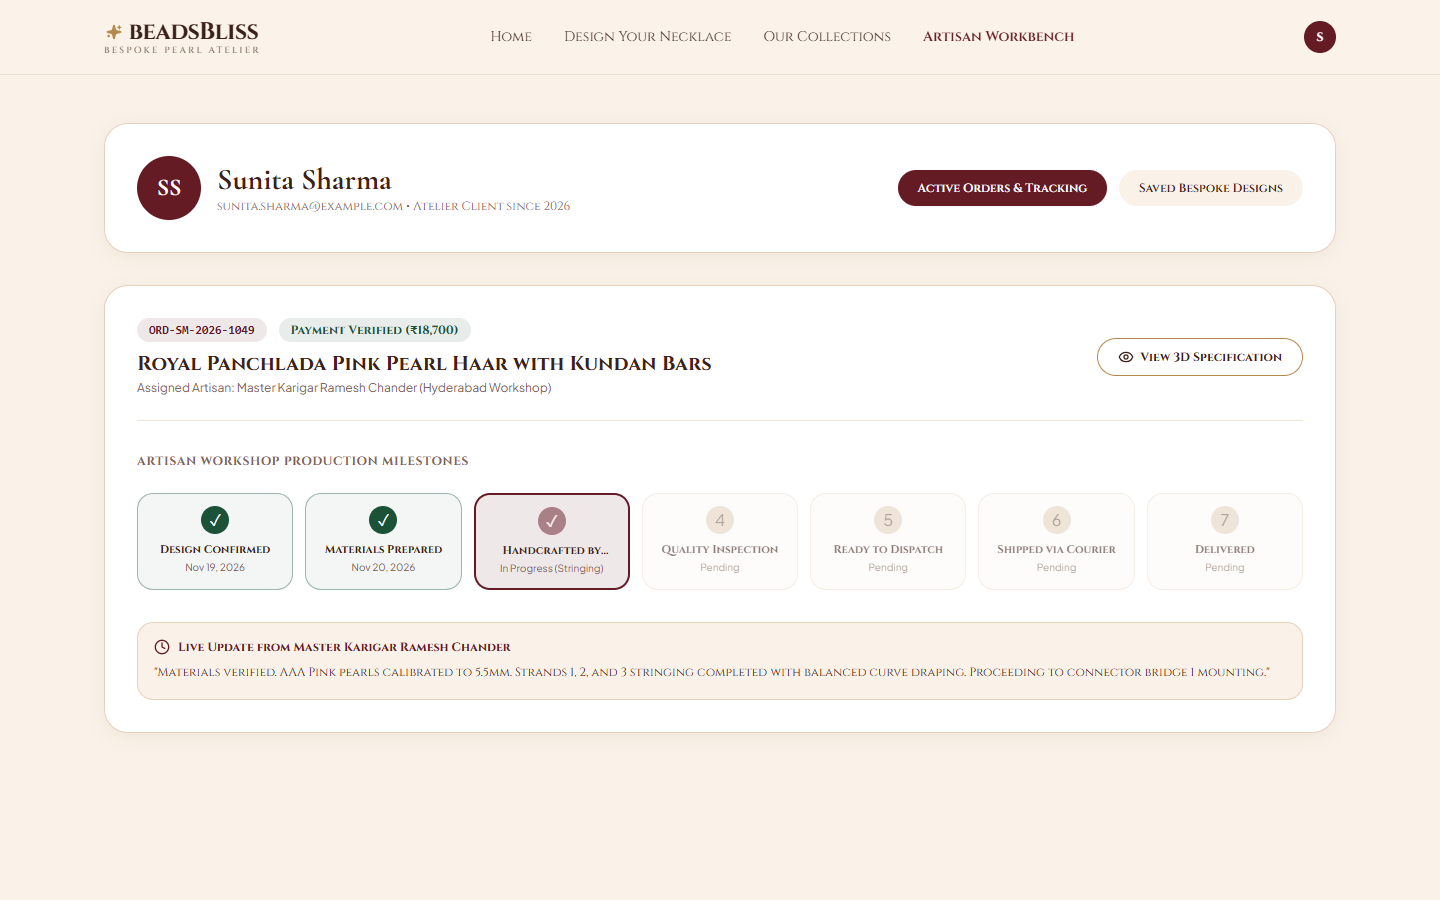 BEADSBLISS
BESPOKE PEARL ATELIER
Home
Design Your Necklace
Our Collections
Artisan Workbench
S
SS
Sunita Sharma
sunita.sharma@example.com • Atelier Client since 2026
Active Orders & Tracking
Saved Bespoke Designs
ORD-SM-2026-1049
Payment Verified (₹18,700)
Royal Panchlada Pink Pearl Haar with Kundan Bars
Assigned Artisan: Master Karigar Ramesh Chander (Hyderabad Workshop)
View 3D Specification
ARTISAN WORKSHOP PRODUCTION MILESTONES
✓
Design Confirmed
Nov 19, 2026
✓
Materials Prepared
Nov 20, 2026
✓
Handcrafted by...
In Progress (Stringing)
4
Quality Inspection
Pending
5
Ready to Dispatch
Pending
6
Shipped via Courier
Pending
7
Delivered
Pending
Live Update from Master Karigar Ramesh Chander
"Materials verified. AAA Pink pearls calibrated to 5.5mm. Strands 1, 2, and 3 stringing completed with balanced curve draping. Proceeding to connector bridge 1 mounting."